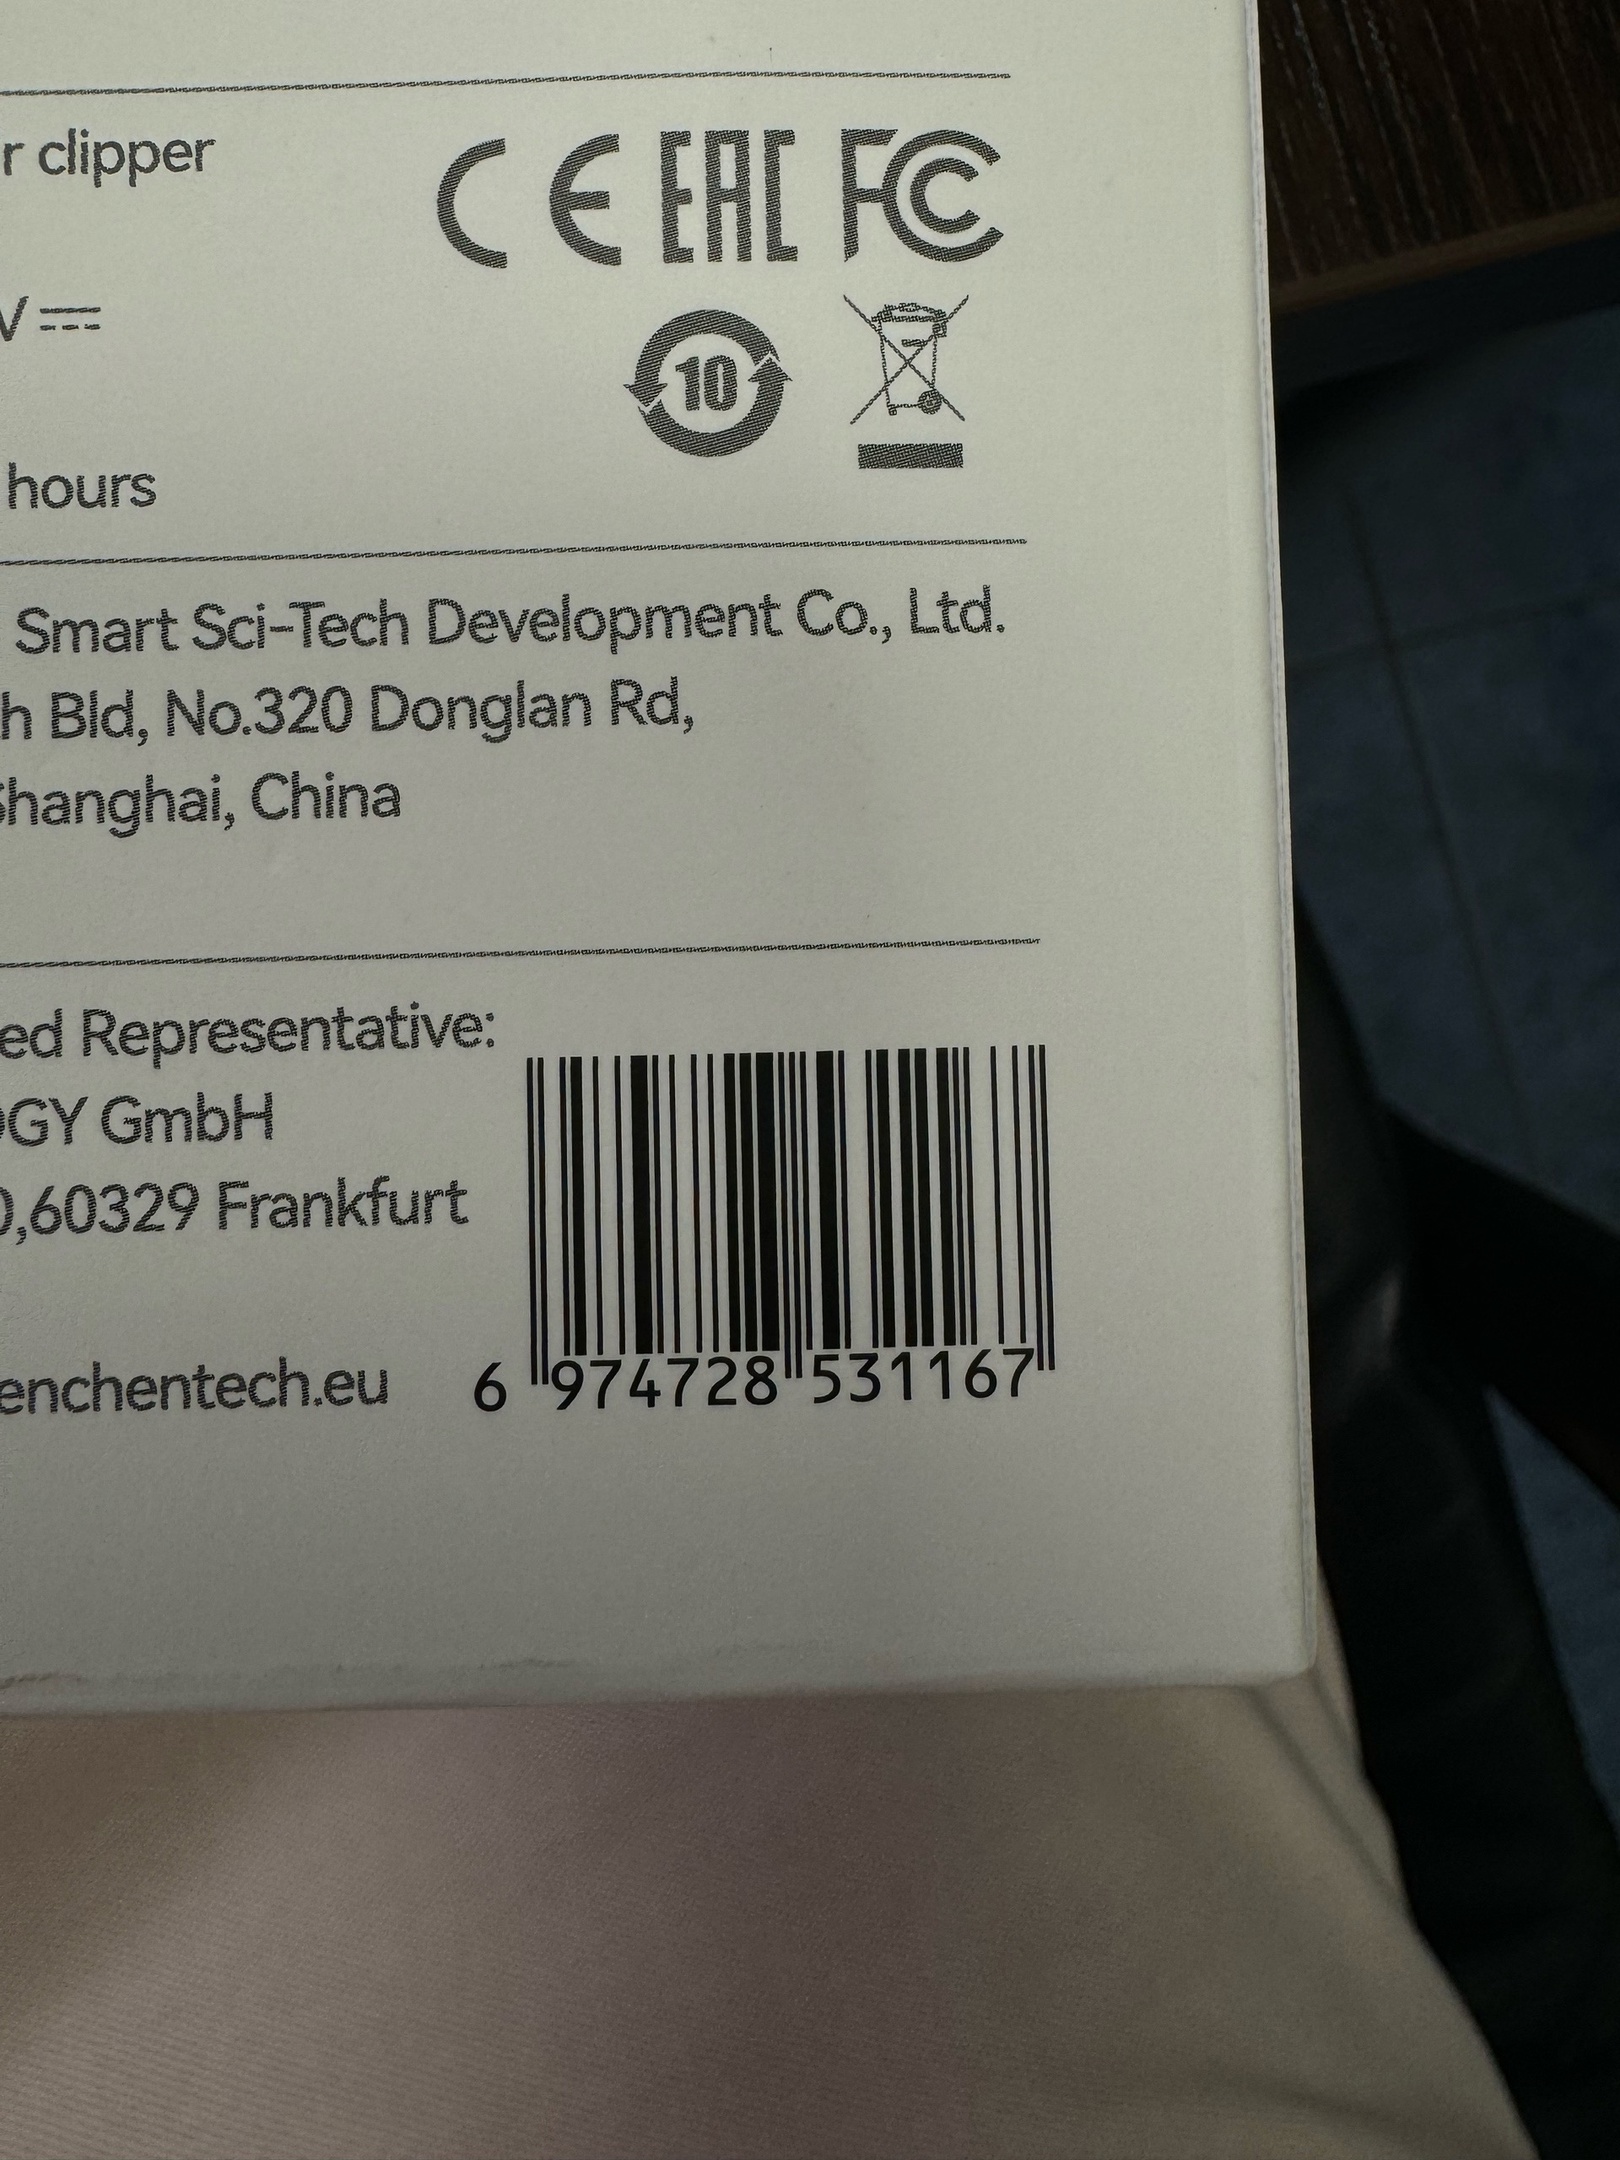 r clipper
CE EAC FC
V
10
hours
Smart Sci-Tech Development Co., Ltd.
h Bld, No.320 Donglan Rd,
Shanghai, China
ed Representative:
OGY GmbH
0,60329 Frankfurt
enchentech.eu
6 974728 531167